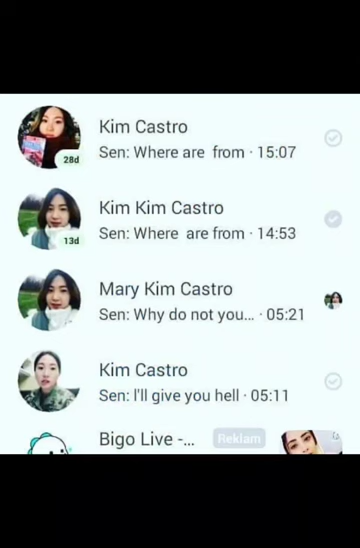 Kim Castro
Sen: Where are from · 15:07
28d
Kim Kim Castro
Sen: Where are from · 14:53
13d
Mary Kim Castro
Sen: Why do not you... · 05:21
Kim Castro
Sen: I'll give you hell · 05:11
Bigo Live -... Reklam